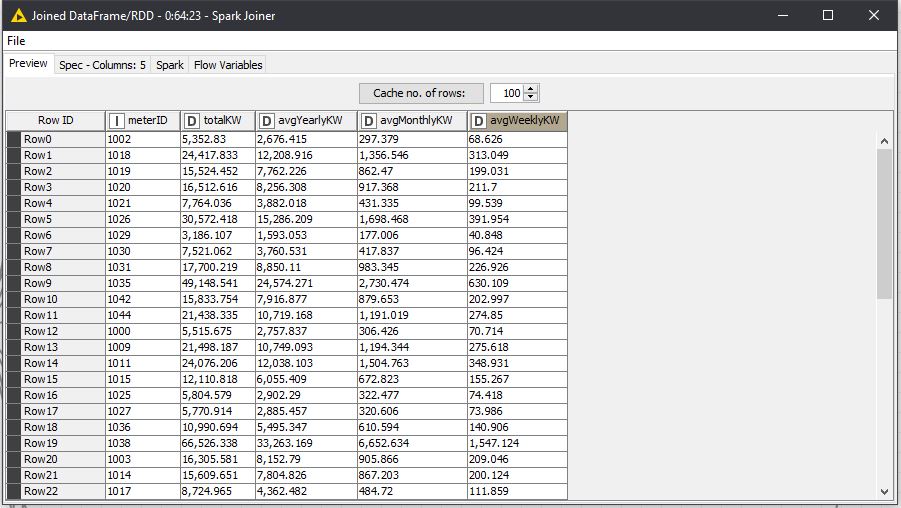 Joined DataFrame/RDD - 0:64:23 - Spark Joiner
File
Preview Spec - Columns: 5 Spark Flow Variables
Cache no. of rows: 100
Row ID I meterID D totalKW D avgYearlyKW D avgMonthlyKW D avgWeeklyKW
Row0 1002 5,352.83 2,676.415 297.379 68.626
Row1 1018 24,417.833 12,208.916 1,356.546 313.049
Row2 1019 15,524.452 7,762.226 862.47 199.031
Row3 1020 16,512.616 8,256.308 917.368 211.7
Row4 1021 7,764.036 3,882.018 431.335 99.539
Row5 1026 30,572.418 15,286.209 1,698.468 391.954
Row6 1029 3,186.107 1,593.053 177.006 40.848
Row7 1030 7,521.062 3,760.531 417.837 96.424
Row8 1031 17,700.219 8,850.11 983.345 226.926
Row9 1035 49,148.541 24,574.271 2,730.474 630.109
Row10 1042 15,833.754 7,916.877 879.653 202.997
Row11 1044 21,438.335 10,719.168 1,191.019 274.85
Row12 1000 5,515.675 2,757.837 306.426 70.714
Row13 1009 21,498.187 10,749.093 1,194.344 275.618
Row14 1011 24,076.206 12,038.103 1,504.763 348.931
Row15 1015 12,110.818 6,055.409 672.823 155.267
Row16 1025 5,804.579 2,902.29 322.477 74.418
Row17 1027 5,770.914 2,885.457 320.606 73.986
Row18 1036 10,990.694 5,495.347 610.594 140.906
Row19 1038 66,526.338 33,263.169 6,652.634 1,547.124
Row20 1003 16,305.581 8,152.79 905.866 209.046
Row21 1014 15,609.651 7,804.826 867.203 200.124
Row22 1017 8,724.965 4,362.482 484.72 111.859